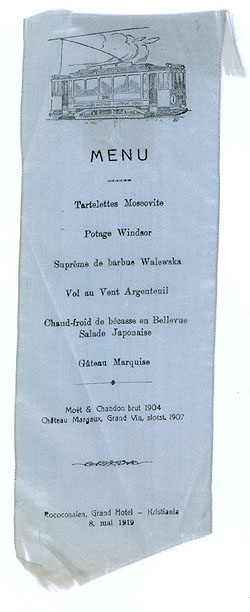 MENU
Tartelettes Moscovite
Potage Windsor
Suprême de barbue Walewska
Vol au Vent Argenteuil
Chaud-froid de bécasse en Bellevue
Salade Japonaise
Gâteau Marquise
Moët & Chandon brut 1904
Château Margaux, Grand Vin, slotst. 1907
Rococosalen, Grand Hotel – Kristiania
8. mai 1919